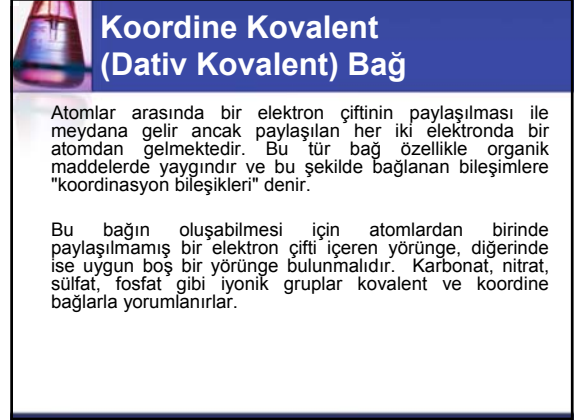 Koordine Kovalent
(Dativ Kovalent) Bağ
Atomlar arasında bir elektron çiftinin paylaşılması ile
meydana gelir ancak paylaşılan her iki elektronda bir
atomdan gelmektedir. Bu tür bağ özellikle organik
maddelerde yaygındır ve bu şekilde bağlanan bileşimlere
"koordinasyon bileşikleri" denir.
Bu bağın oluşabilmesi için atomlardan birinde
paylaşılmamış bir elektron çifti içeren yörünge, diğerinde
ise uygun boş bir yörünge bulunmalıdır. Karbonat, nitrat,
sülfat, fosfat gibi iyonik gruplar kovalent ve koordine
bağlarla yorumlanırlar.